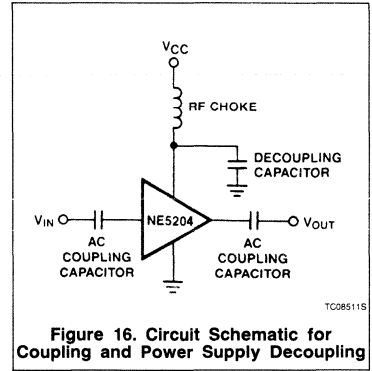 VCC
RF CHOKE
DECOUPLING
CAPACITOR
VIN
NE5204
VOUT
AC
COUPLING
CAPACITOR
AC
COUPLING
CAPACITOR
TC08511S
Figure 16. Circuit Schematic for
Coupling and Power Supply Decoupling